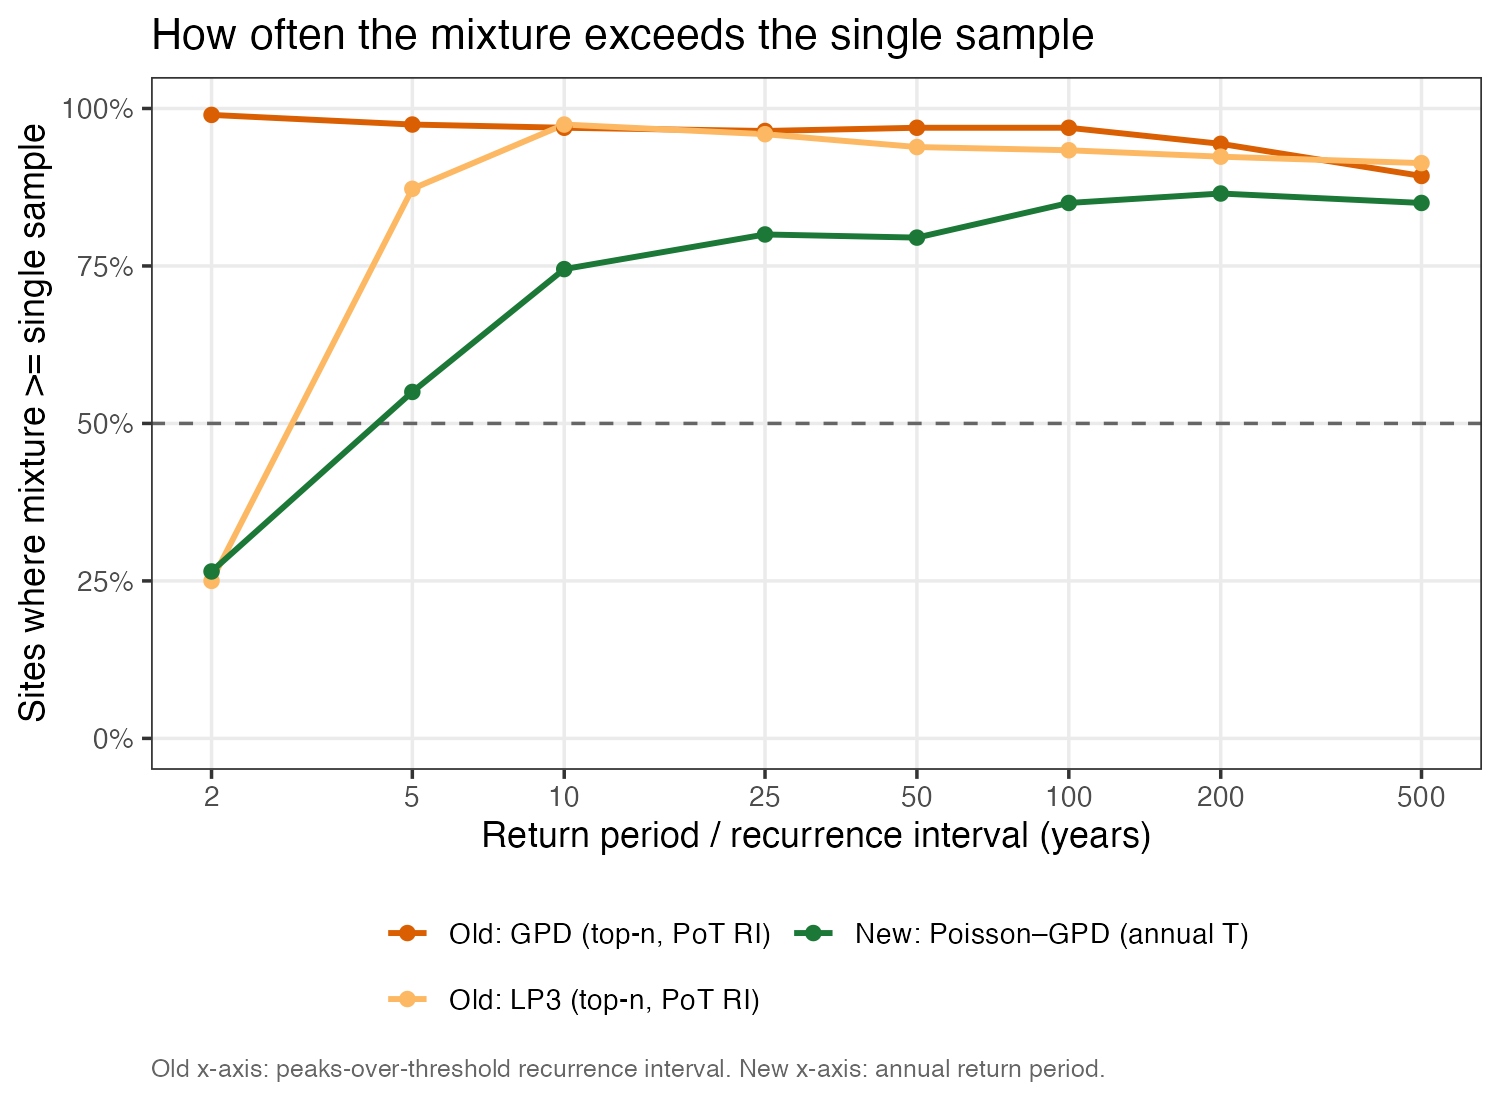 How often the mixture exceeds the single sample
Sites where mixture >= single sample
100%
75%
50%
25%
0%
2 5 10 25 50 100 200 500
Return period / recurrence interval (years)
Old: GPD (top-n, PoT RI) New: Poisson–GPD (annual T)
Old: LP3 (top-n, PoT RI)
Old x-axis: peaks-over-threshold recurrence interval. New x-axis: annual return period.